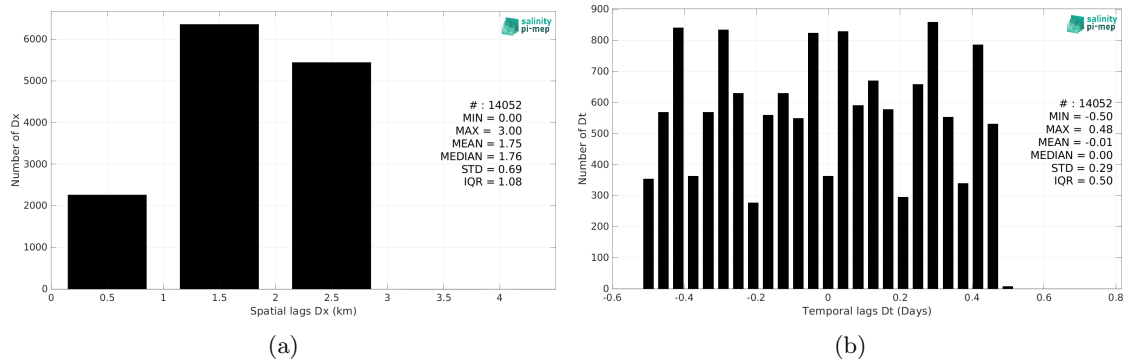 6000
5000
4000
3000
2000
1000
0
Number of Dx
0
0.5
1
1.5
2
2.5
3
3.5
4
Spatial lags Dx (km)
salinity
pi-mep
# : 14052
MIN = 0.00
MAX = 3.00
MEAN = 1.75
MEDIAN = 1.76
STD = 0.69
IQR = 1.08
(a)
900
800
700
600
500
400
300
200
100
0
Number of Dt
-0.6
-0.4
-0.2
0
0.2
0.4
0.6
0.8
Temporal lags Dt (Days)
salinity
pi-mep
# : 14052
MIN = -0.50
MAX = 0.48
MEAN = -0.01
MEDIAN = 0.00
STD = 0.29
IQR = 0.50
(b)